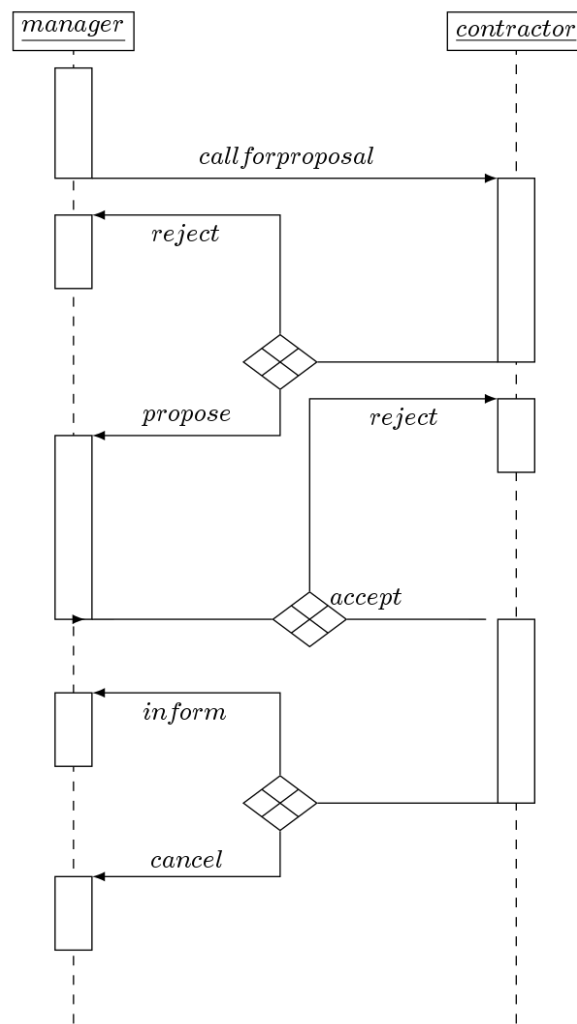 manager
contractor
callforproposal
reject
propose
reject
accept
inform
cancel